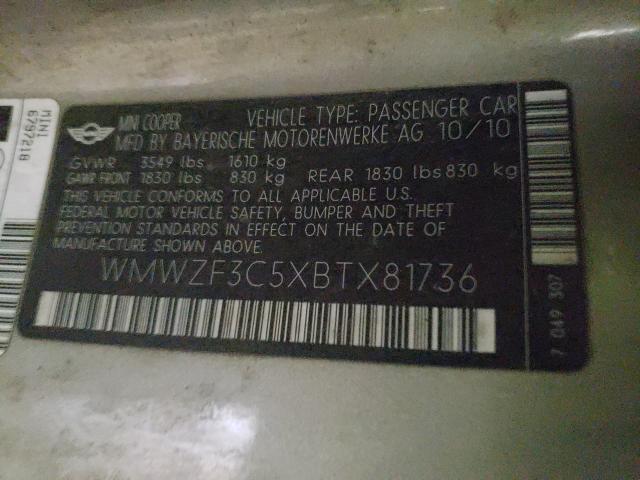 MINI
6797218
MINI COOPER VEHICLE TYPE: PASSENGER CAR
MFD BY BAYERISCHE MOTORENWERKE AG 10/10
GVWR 3549 lbs 1610 kg
GAWR FRONT 1830 lbs 830 kg REAR 1830 lbs 830 kg
THIS VEHICLE CONFORMS TO ALL APPLICABLE U.S.
FEDERAL MOTOR VEHICLE SAFETY, BUMPER AND THEFT
PREVENTION STANDARDS IN EFFECT ON THE DATE OF
MANUFACTURE SHOWN ABOVE.
WMWZF3C5XBTX81736
7 049 307